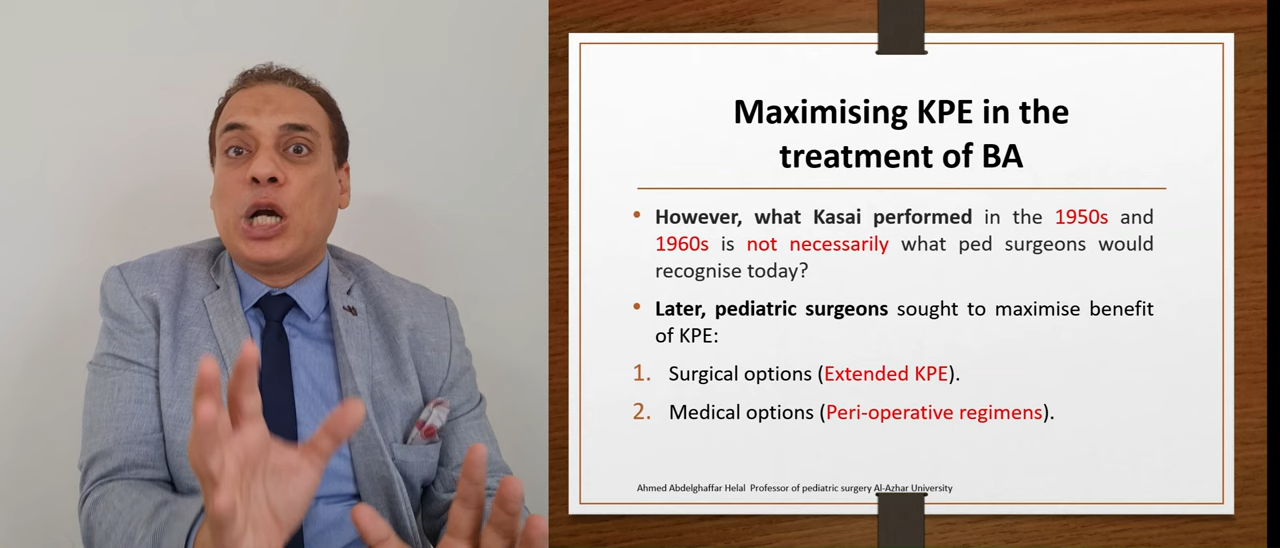 Maximising KPE in the
treatment of BA
• However, what Kasai performed in the 1950s and
1960s is not necessarily what ped surgeons would
recognise today?
• Later, pediatric surgeons sought to maximise benefit
of KPE:
1. Surgical options (Extended KPE).
2. Medical options (Peri-operative regimens).
Ahmed Abdelghaffar Helal Professor of pediatric surgery Al-Azhar University